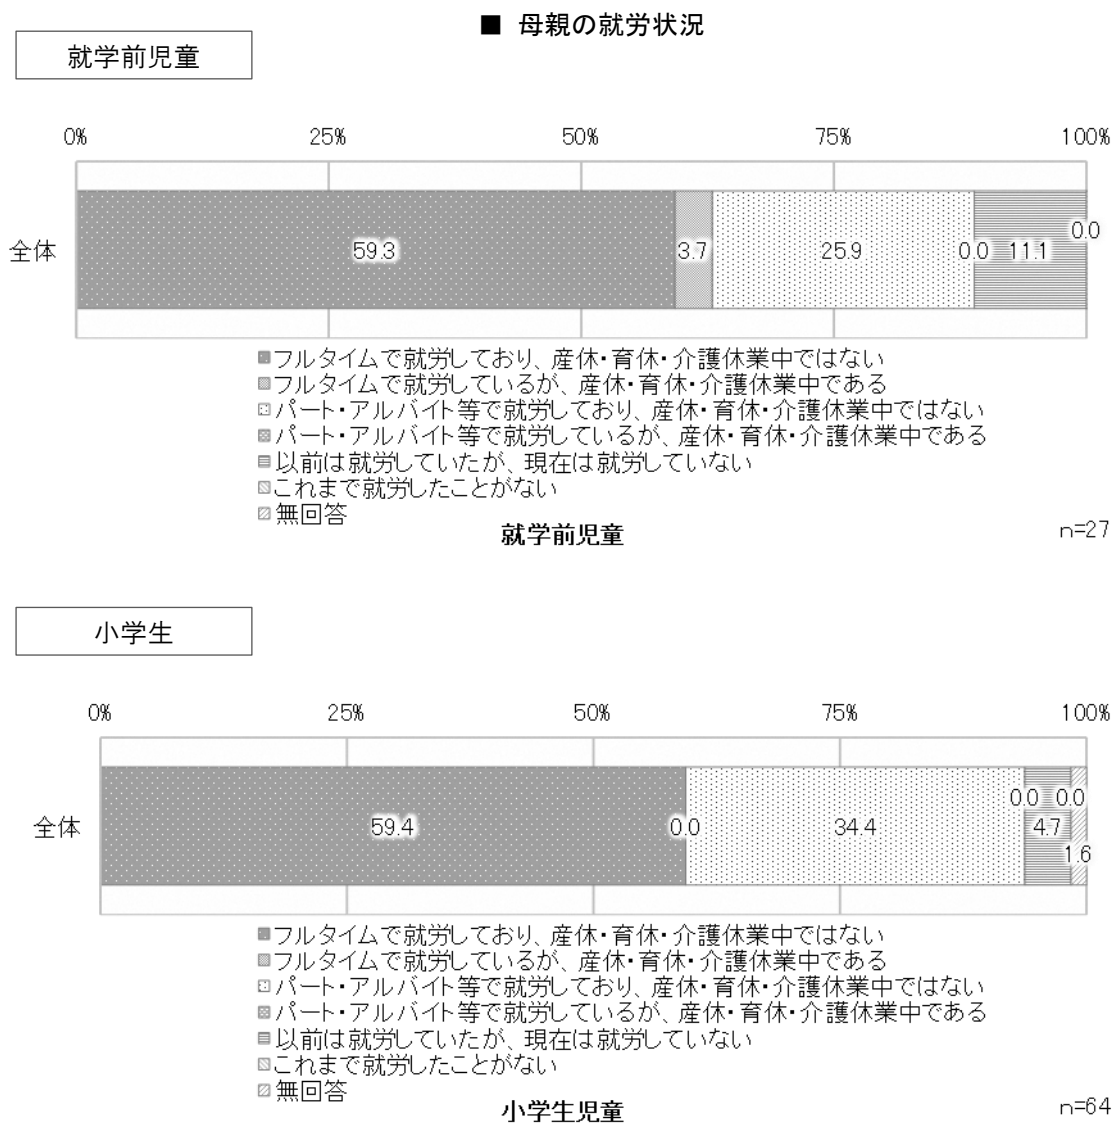 ■ 母親の就労状況
就学前児童
0% 25% 50% 75% 100%
全体 59.3 3.7 25.9 0.0 11.1 0.0
フルタイムで就労しており、産休・育休・介護休業中ではない
フルタイムで就労しているが、産休・育休・介護休業中である
パート・アルバイト等で就労しており、産休・育休・介護休業中ではない
パート・アルバイト等で就労しているが、産休・育休・介護休業中である
以前は就労していたが、現在は就労していない
これまで就労したことがない
無回答
就学前児童 n=27
小学生
0% 25% 50% 75% 100%
全体 59.4 0.0 34.4 0.0 4.7 0.0 1.6
フルタイムで就労しており、産休・育休・介護休業中ではない
フルタイムで就労しているが、産休・育休・介護休業中である
パート・アルバイト等で就労しており、産休・育休・介護休業中ではない
パート・アルバイト等で就労しているが、産休・育休・介護休業中である
以前は就労していたが、現在は就労していない
これまで就労したことがない
無回答
小学生児童 n=64